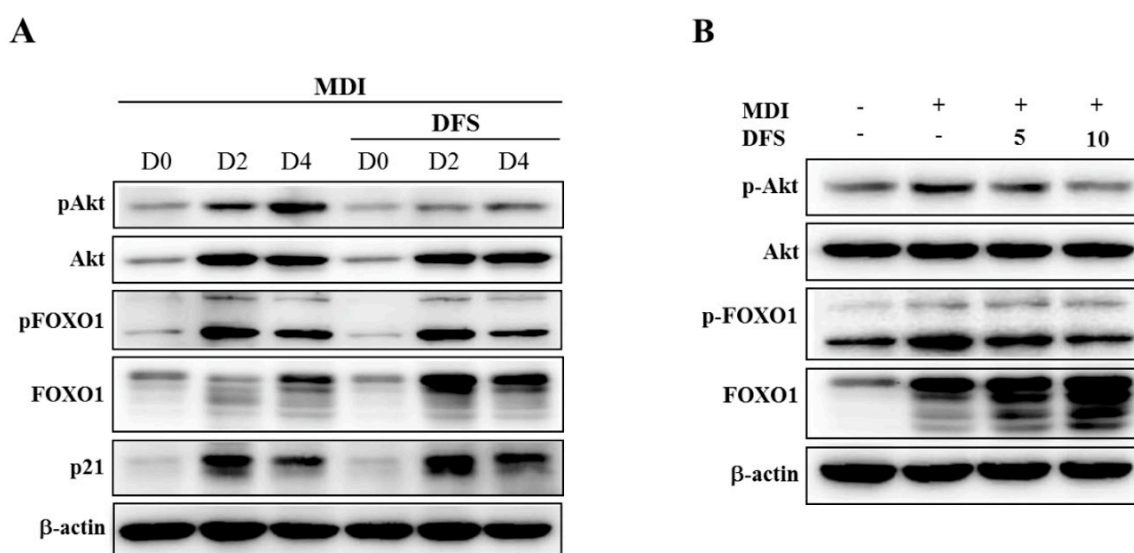 A
MDI
DFS
D0 D2 D4 D0 D2 D4
pAkt
Akt
pFOXO1
FOXO1
p21
β-actin
B
MDI - + + +
DFS - - 5 10
p-Akt
Akt
p-FOXO1
FOXO1
β-actin